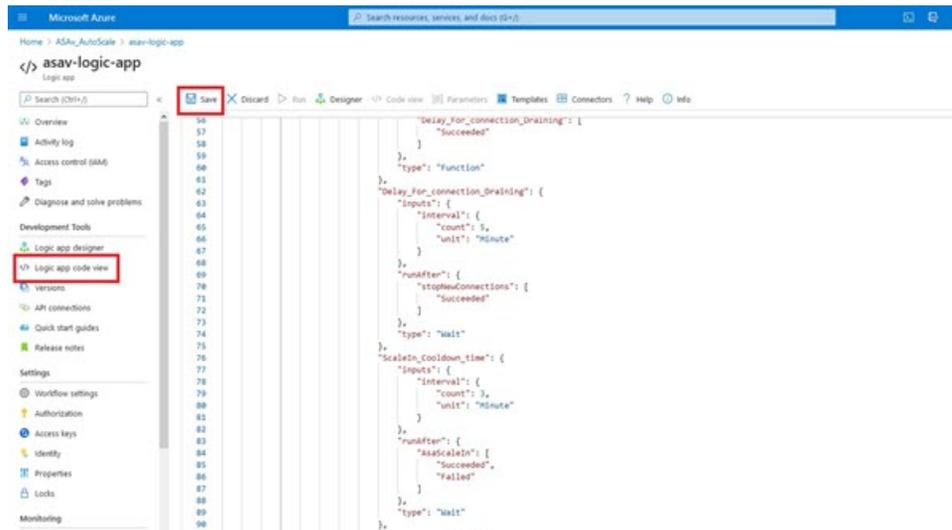 Microsoft Azure
Search resources, services, and docs (G+/)
Home > ASAv_AutoScale > asav-logic-app
</> asav-logic-app
Logic app
Search (Ctrl+/)
«
Save
Discard
Run
Designer
</> Code view
Parameters
Templates
Connectors
? Help
Info
Overview
Activity log
Access control (IAM)
Tags
Diagnose and solve problems
Development Tools
Logic app designer
</> Logic app code view
Versions
API connections
Quick start guides
Release notes
Settings
Workflow settings
Authorization
Access keys
Identity
Properties
Locks
Monitoring
56 "Delay_For_connection_Draining": [
57 "Succeeded"
58 ]
59 },
60 "type": "Function"
61 },
62 "Delay_For_connection_Draining": {
63 "inputs": {
64 "interval": {
65 "count": 5,
66 "unit": "Minute"
67 }
68 },
69 "runAfter": {
70 "stopNewConnections": [
71 "Succeeded"
72 ]
73 },
74 "type": "Wait"
75 },
76 "ScaleIn_Cooldown_time": {
77 "inputs": {
78 "interval": {
79 "count": 3,
80 "unit": "Minute"
81 }
82 },
83 "runAfter": {
84 "AsaScaleIn": [
85 "Succeeded",
86 "Failed"
87 ]
88 },
89 "type": "Wait"
90 },